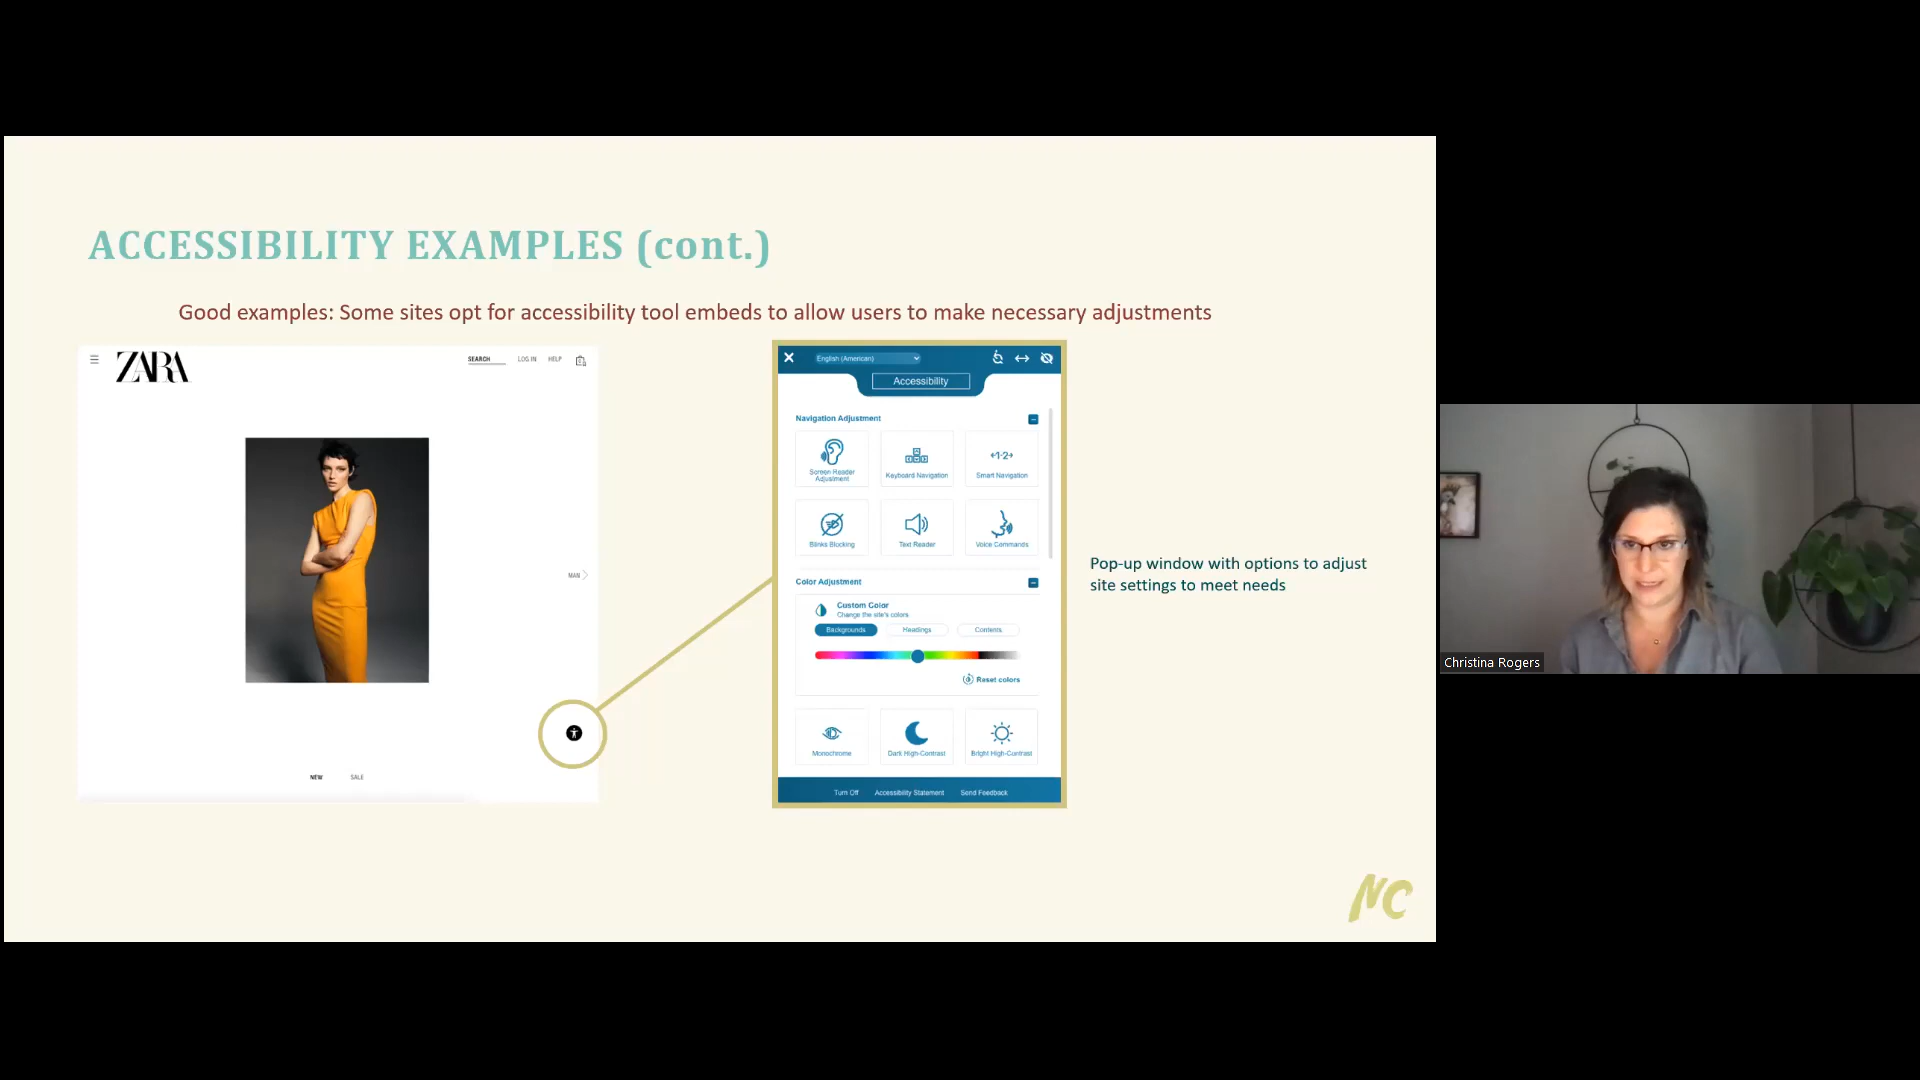 ACCESSIBILITY EXAMPLES (cont.)
Good examples: Some sites opt for accessibility tool embeds to allow users to make necessary adjustments
ZARA
SEARCH
LOG IN
HELP
MAN
NEW
SALE
English (American)
Accessibility
Navigation Adjustment
Screen Reader
Adjustment
Keyboard Navigation
Smart Navigation
Blinks Blocking
Text Reader
Voice Commands
Color Adjustment
Custom Color
Change the site's colors
Backgrounds
Headings
Contents
Reset colors
Monochrome
Dark High-Contrast
Bright High-Contrast
Turn Off
Accessibility Statement
Send Feedback
Pop-up window with options to adjust
site settings to meet needs
NC
Christina Rogers